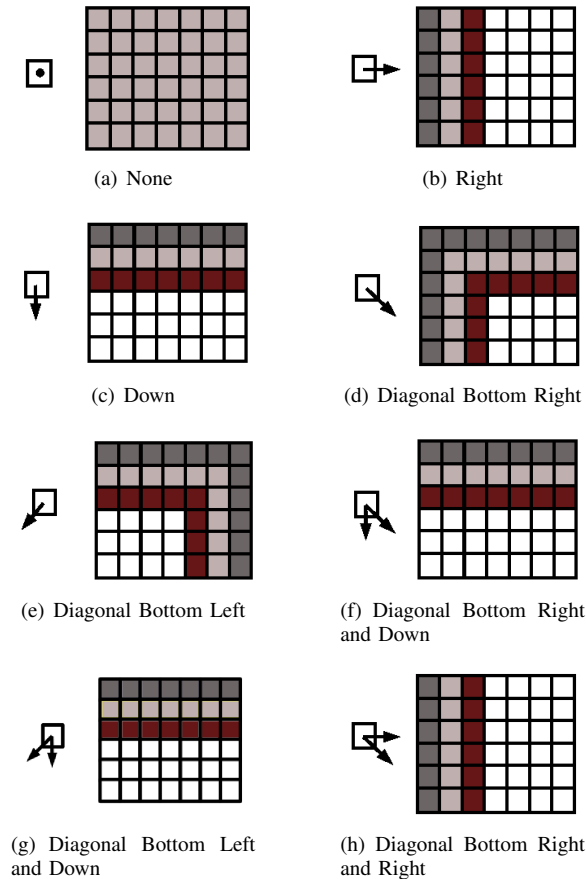 (a) None
(b) Right
(c) Down
(d) Diagonal Bottom Right
(e) Diagonal Bottom Left
(f) Diagonal Bottom Right
and Down
(g) Diagonal Bottom Left
and Down
(h) Diagonal Bottom Right
and Right